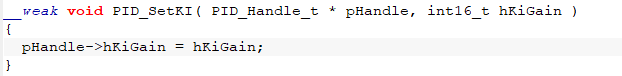 __weak void PID_SetKI( PID_Handle_t * pHandle, int16_t hKiGain )
{
  pHandle->hKiGain = hKiGain;
}